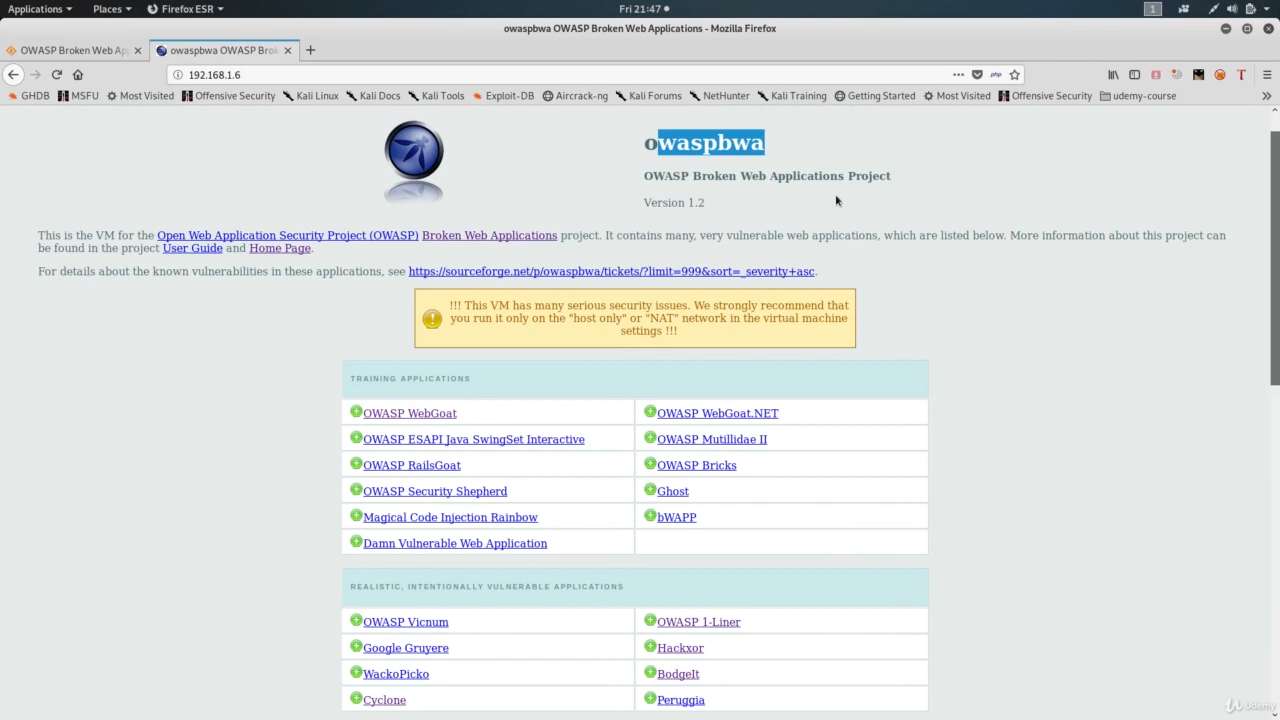 Applications Places Firefox ESR Fri 21:47 1
owaspbwa OWASP Broken Web Applications - Mozilla Firefox
OWASP Broken Web Ap owaspbwa OWASP Bro
192.168.1.6 php T
GHDB MSFU Most Visited Offensive Security Kali Linux Kali Docs Kali Tools Exploit-DB Aircrack-ng Kali Forums NetHunter Kali Training Getting Started Most Visited Offensive Security udemy-course
owaspbwa
OWASP Broken Web Applications Project
Version 1.2
This is the VM for the Open Web Application Security Project (OWASP) Broken Web Applications project. It contains many, very vulnerable web applications, which are listed below. More information about this project can
be found in the project User Guide and Home Page.
For details about the known vulnerabilities in these applications, see https://sourceforge.net/p/owaspbwa/tickets/?limit=999&sort=_severity+asc.
!!! This VM has many serious security issues. We strongly recommend that
you run it only on the "host only" or "NAT" network in the virtual machine
settings !!!
TRAINING APPLICATIONS
OWASP WebGoat OWASP WebGoat.NET
OWASP ESAPI Java SwingSet Interactive OWASP Mutillidae II
OWASP RailsGoat OWASP Bricks
OWASP Security Shepherd Ghost
Magical Code Injection Rainbow bWAPP
Damn Vulnerable Web Application
REALISTIC, INTENTIONALLY VULNERABLE APPLICATIONS
OWASP Vicnum OWASP 1-Liner
Google Gruyere Hackxor
WackoPicko BodgeIt
Cyclone Peruggia
Udemy